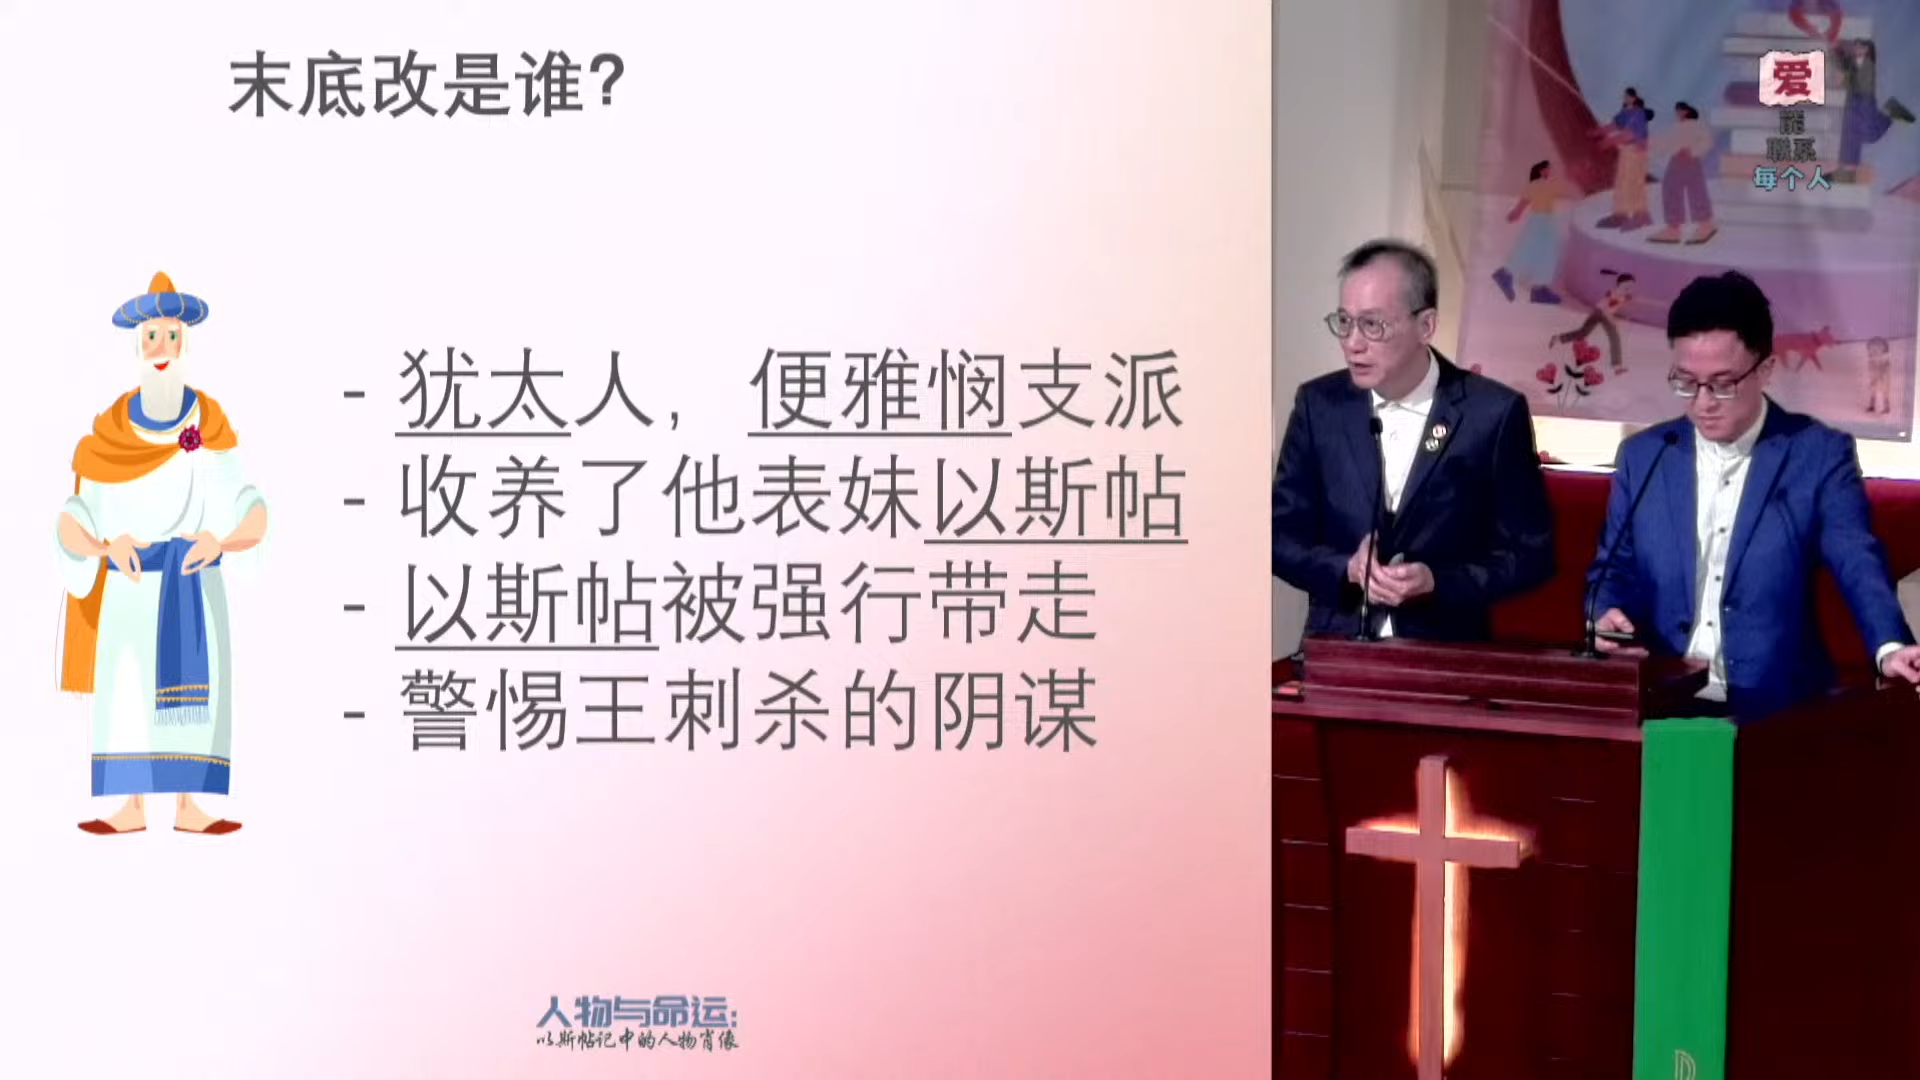 末底改是谁?
- 犹太人，便雅悯支派
- 收养了他表妹以斯帖
- 以斯帖被强行带走
- 警惕王刺杀的阴谋
人物与命运:
以斯帖记中的人物肖像
爱
能
联系
每个人